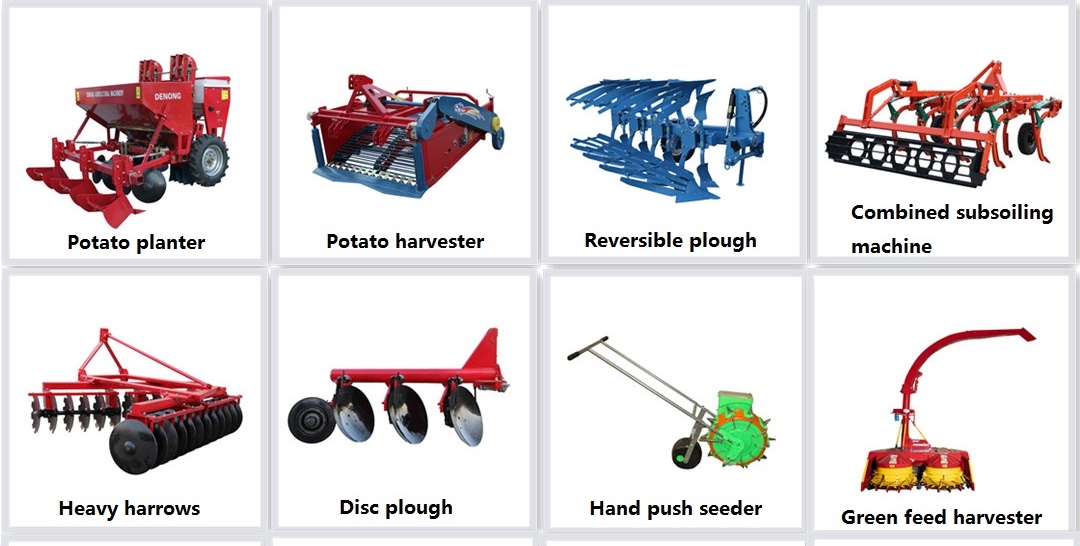 DENONG
Potato planter
Potato harvester
Reversible plough
Combined subsoiling
machine
Heavy harrows
Disc plough
Hand push seeder
Green feed harvester